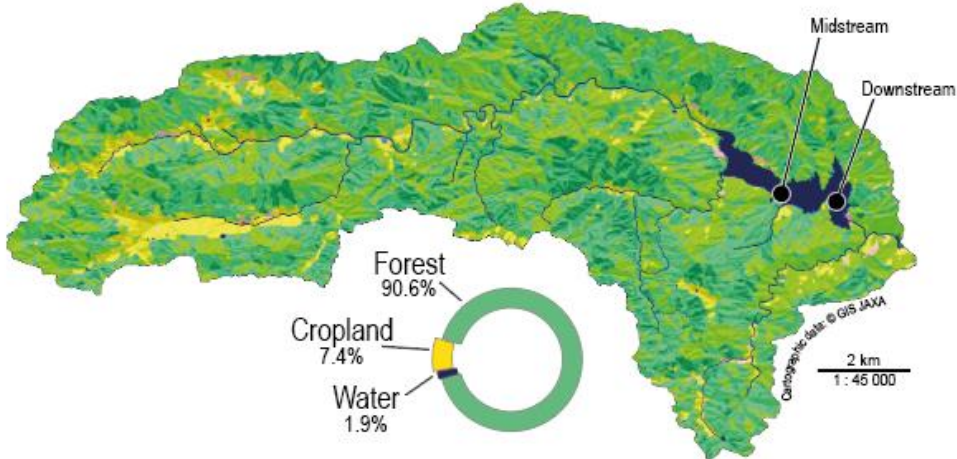 Midstream
Downstream
Forest
90.6%
Cropland
7.4%
Water
1.9%
Cartographic data: © GIS JAXA
2 km
1 : 45 000